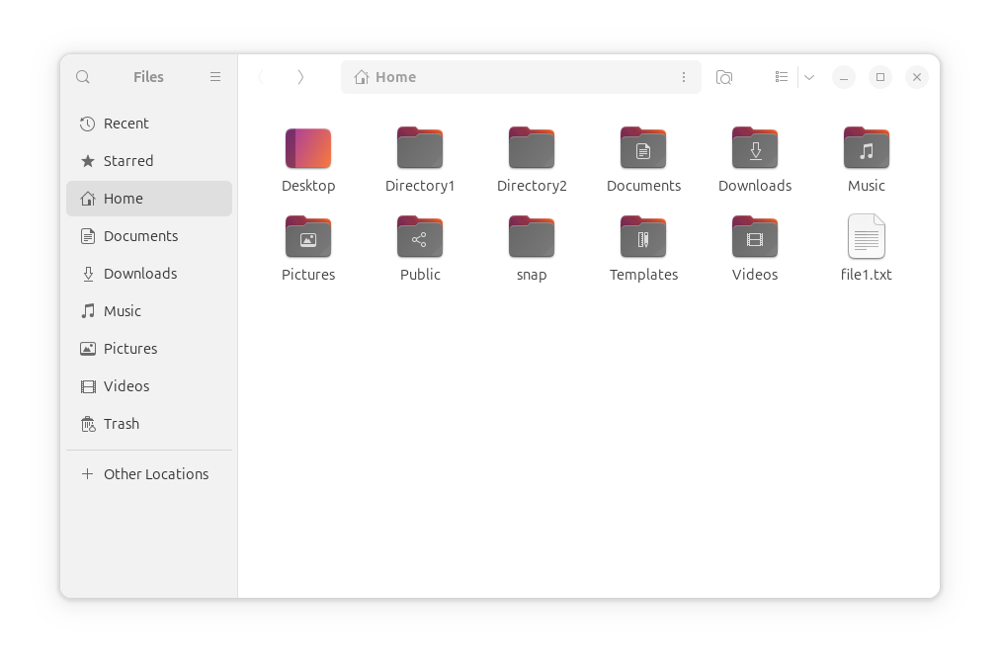 Files
Home
Recent
Starred
Home
Documents
Downloads
Music
Pictures
Videos
Trash
Other Locations
Desktop Directory1 Directory2 Documents Downloads Music
Pictures Public snap Templates Videos file1.txt